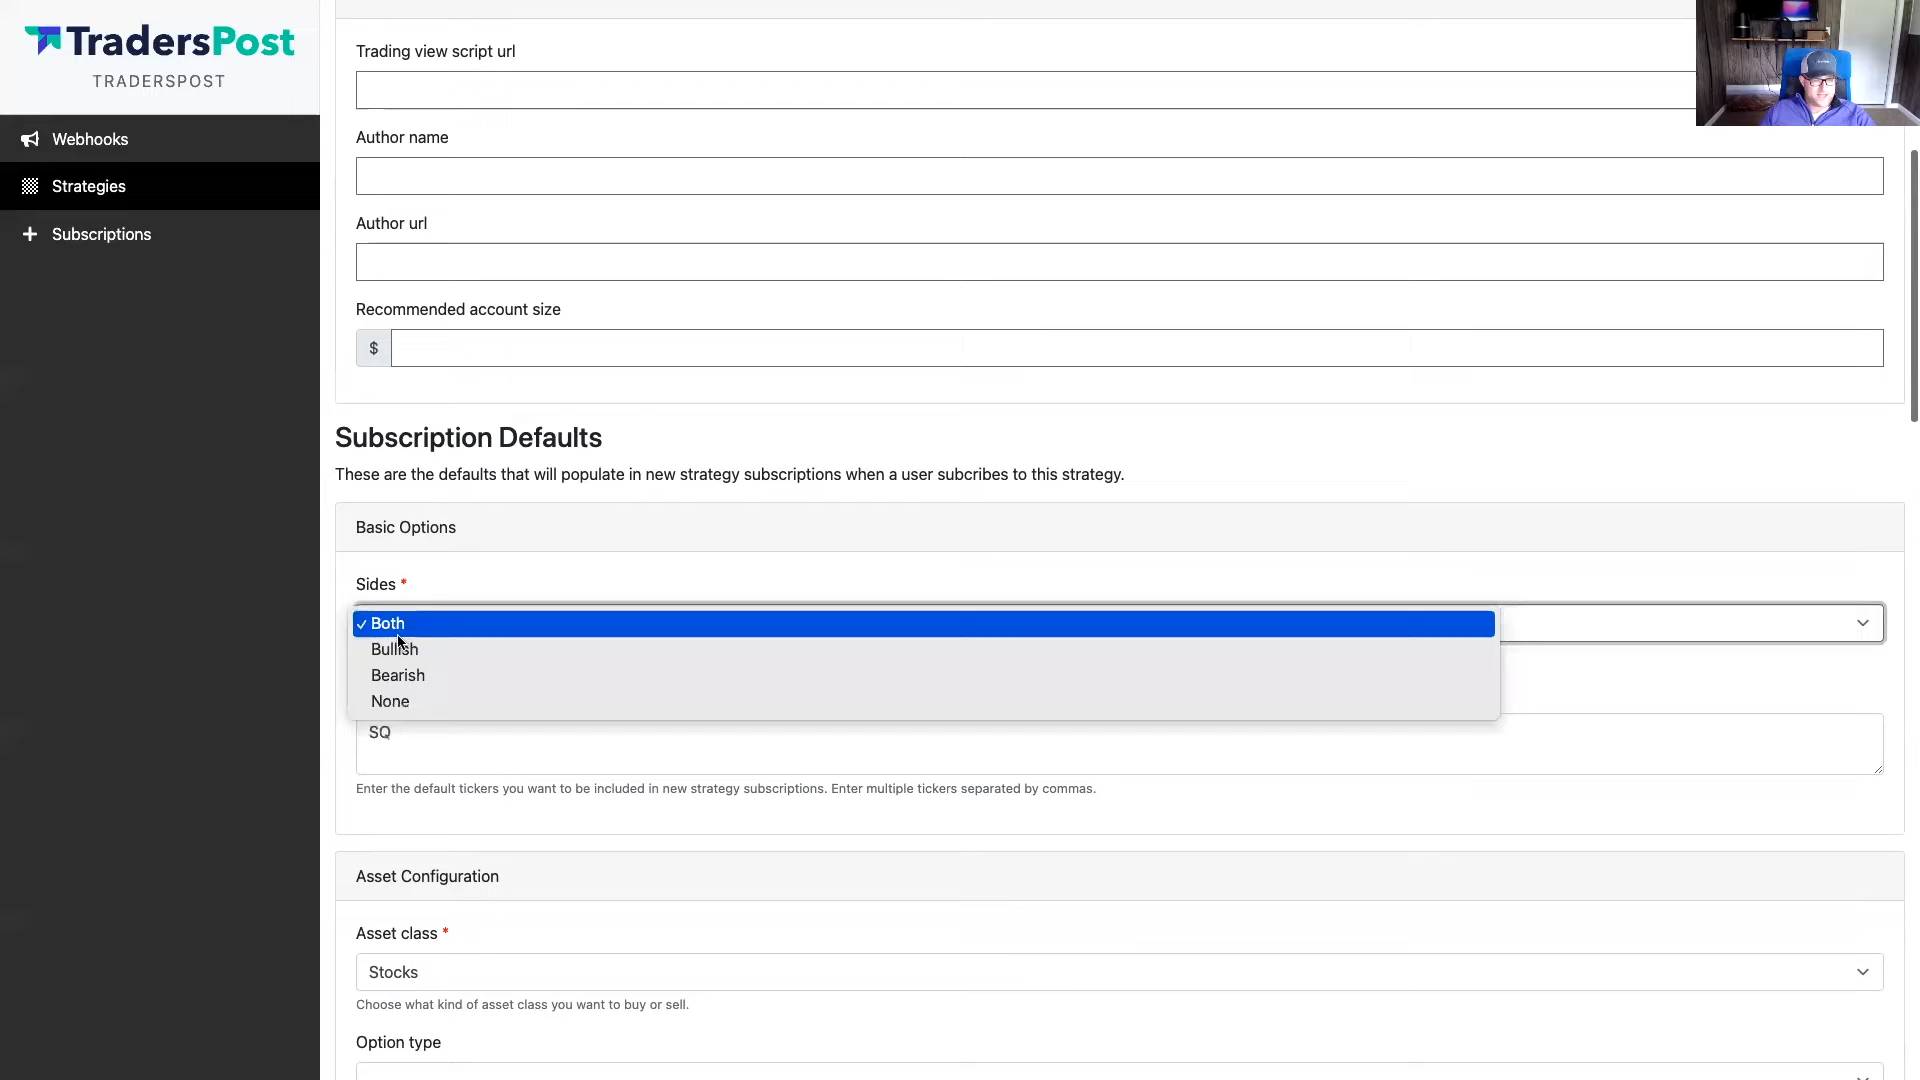 TradersPost
TRADERSPOST
Webhooks
Strategies
Subscriptions
Trading view script url
Author name
Author url
Recommended account size
$
Subscription Defaults
These are the defaults that will populate in new strategy subscriptions when a user subcribes to this strategy.
Basic Options
Sides *
✓ Both
Bullish
Bearish
None
SQ
Enter the default tickers you want to be included in new strategy subscriptions. Enter multiple tickers separated by commas.
Asset Configuration
Asset class *
Stocks
Choose what kind of asset class you want to buy or sell.
Option type